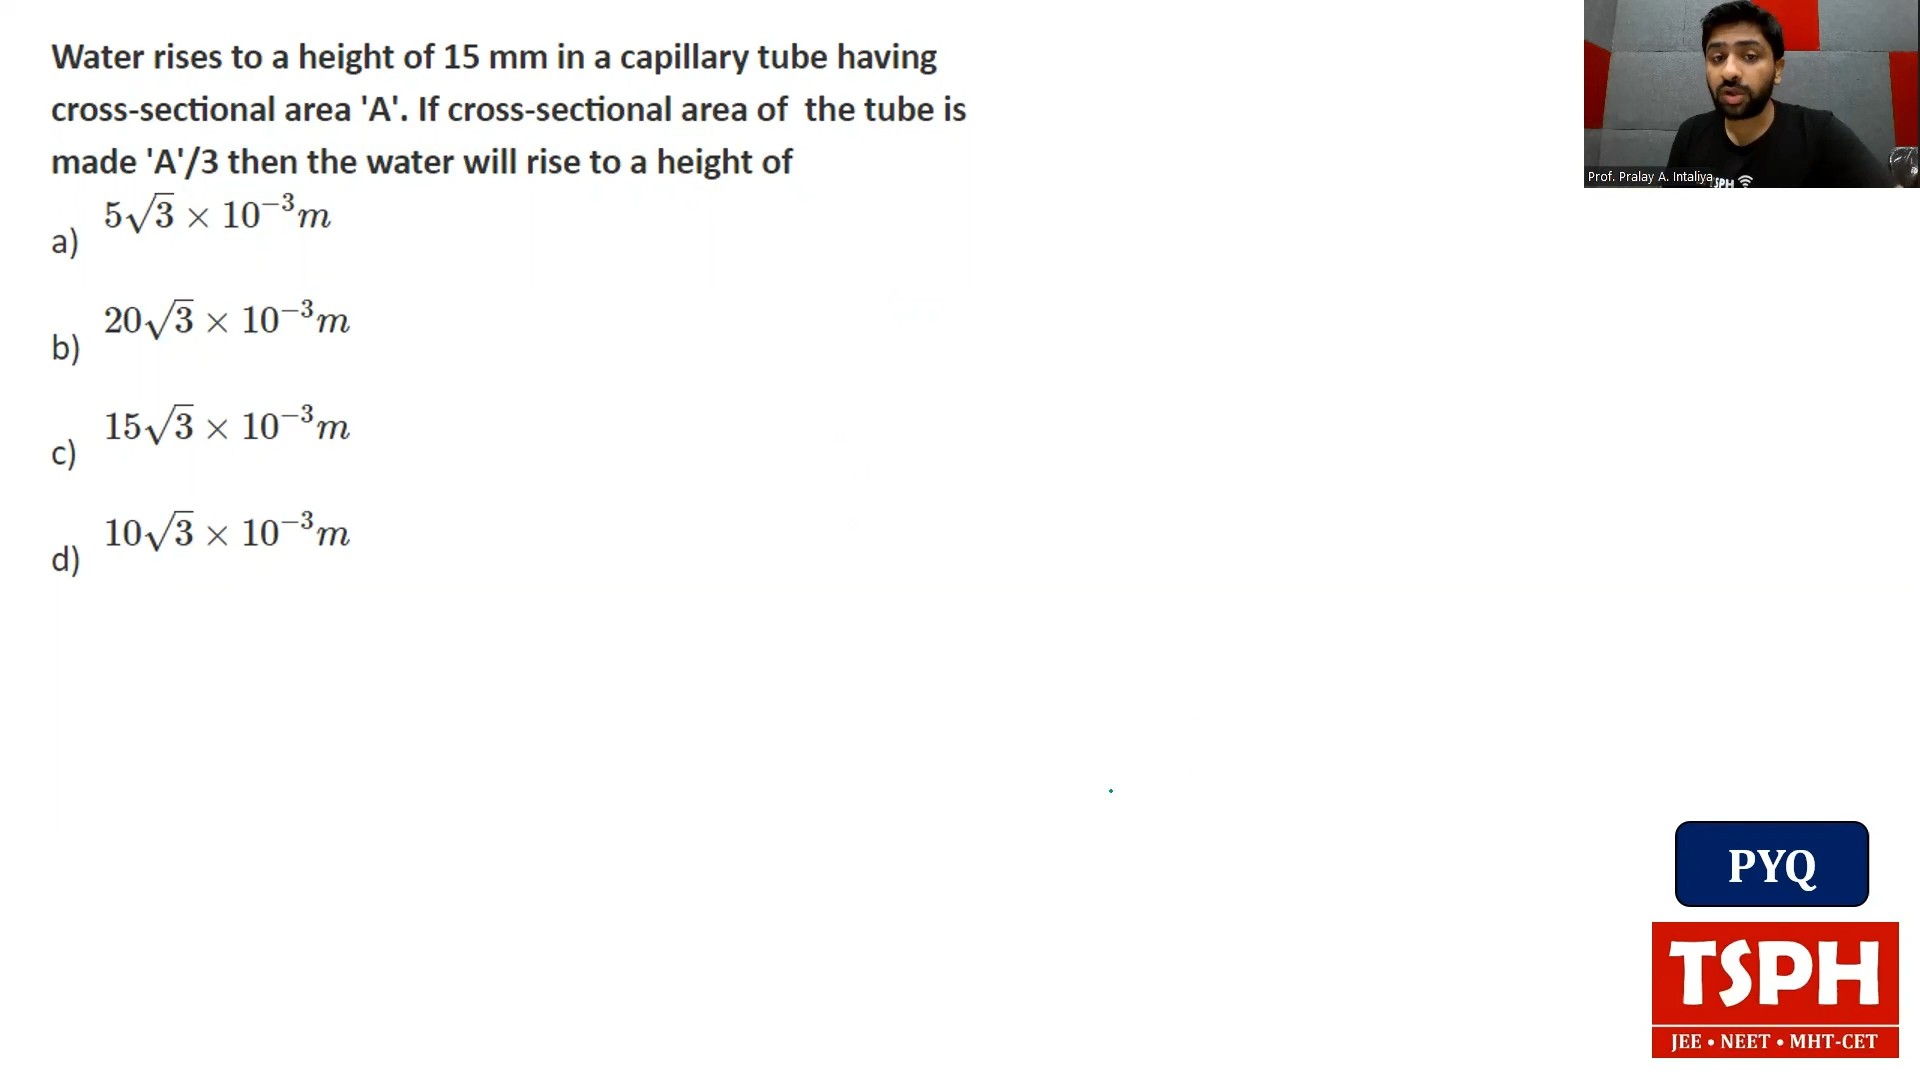 Water rises to a height of 15 mm in a capillary tube having
cross-sectional area 'A'. If cross-sectional area of the tube is
made 'A'/3 then the water will rise to a height of
a) 5√3 × 10⁻³m
b) 20√3 × 10⁻³m
c) 15√3 × 10⁻³m
d) 10√3 × 10⁻³m
Prof. Pralay A. Intaliya
SPH
PYQ
TSPH
JEE • NEET • MHT-CET